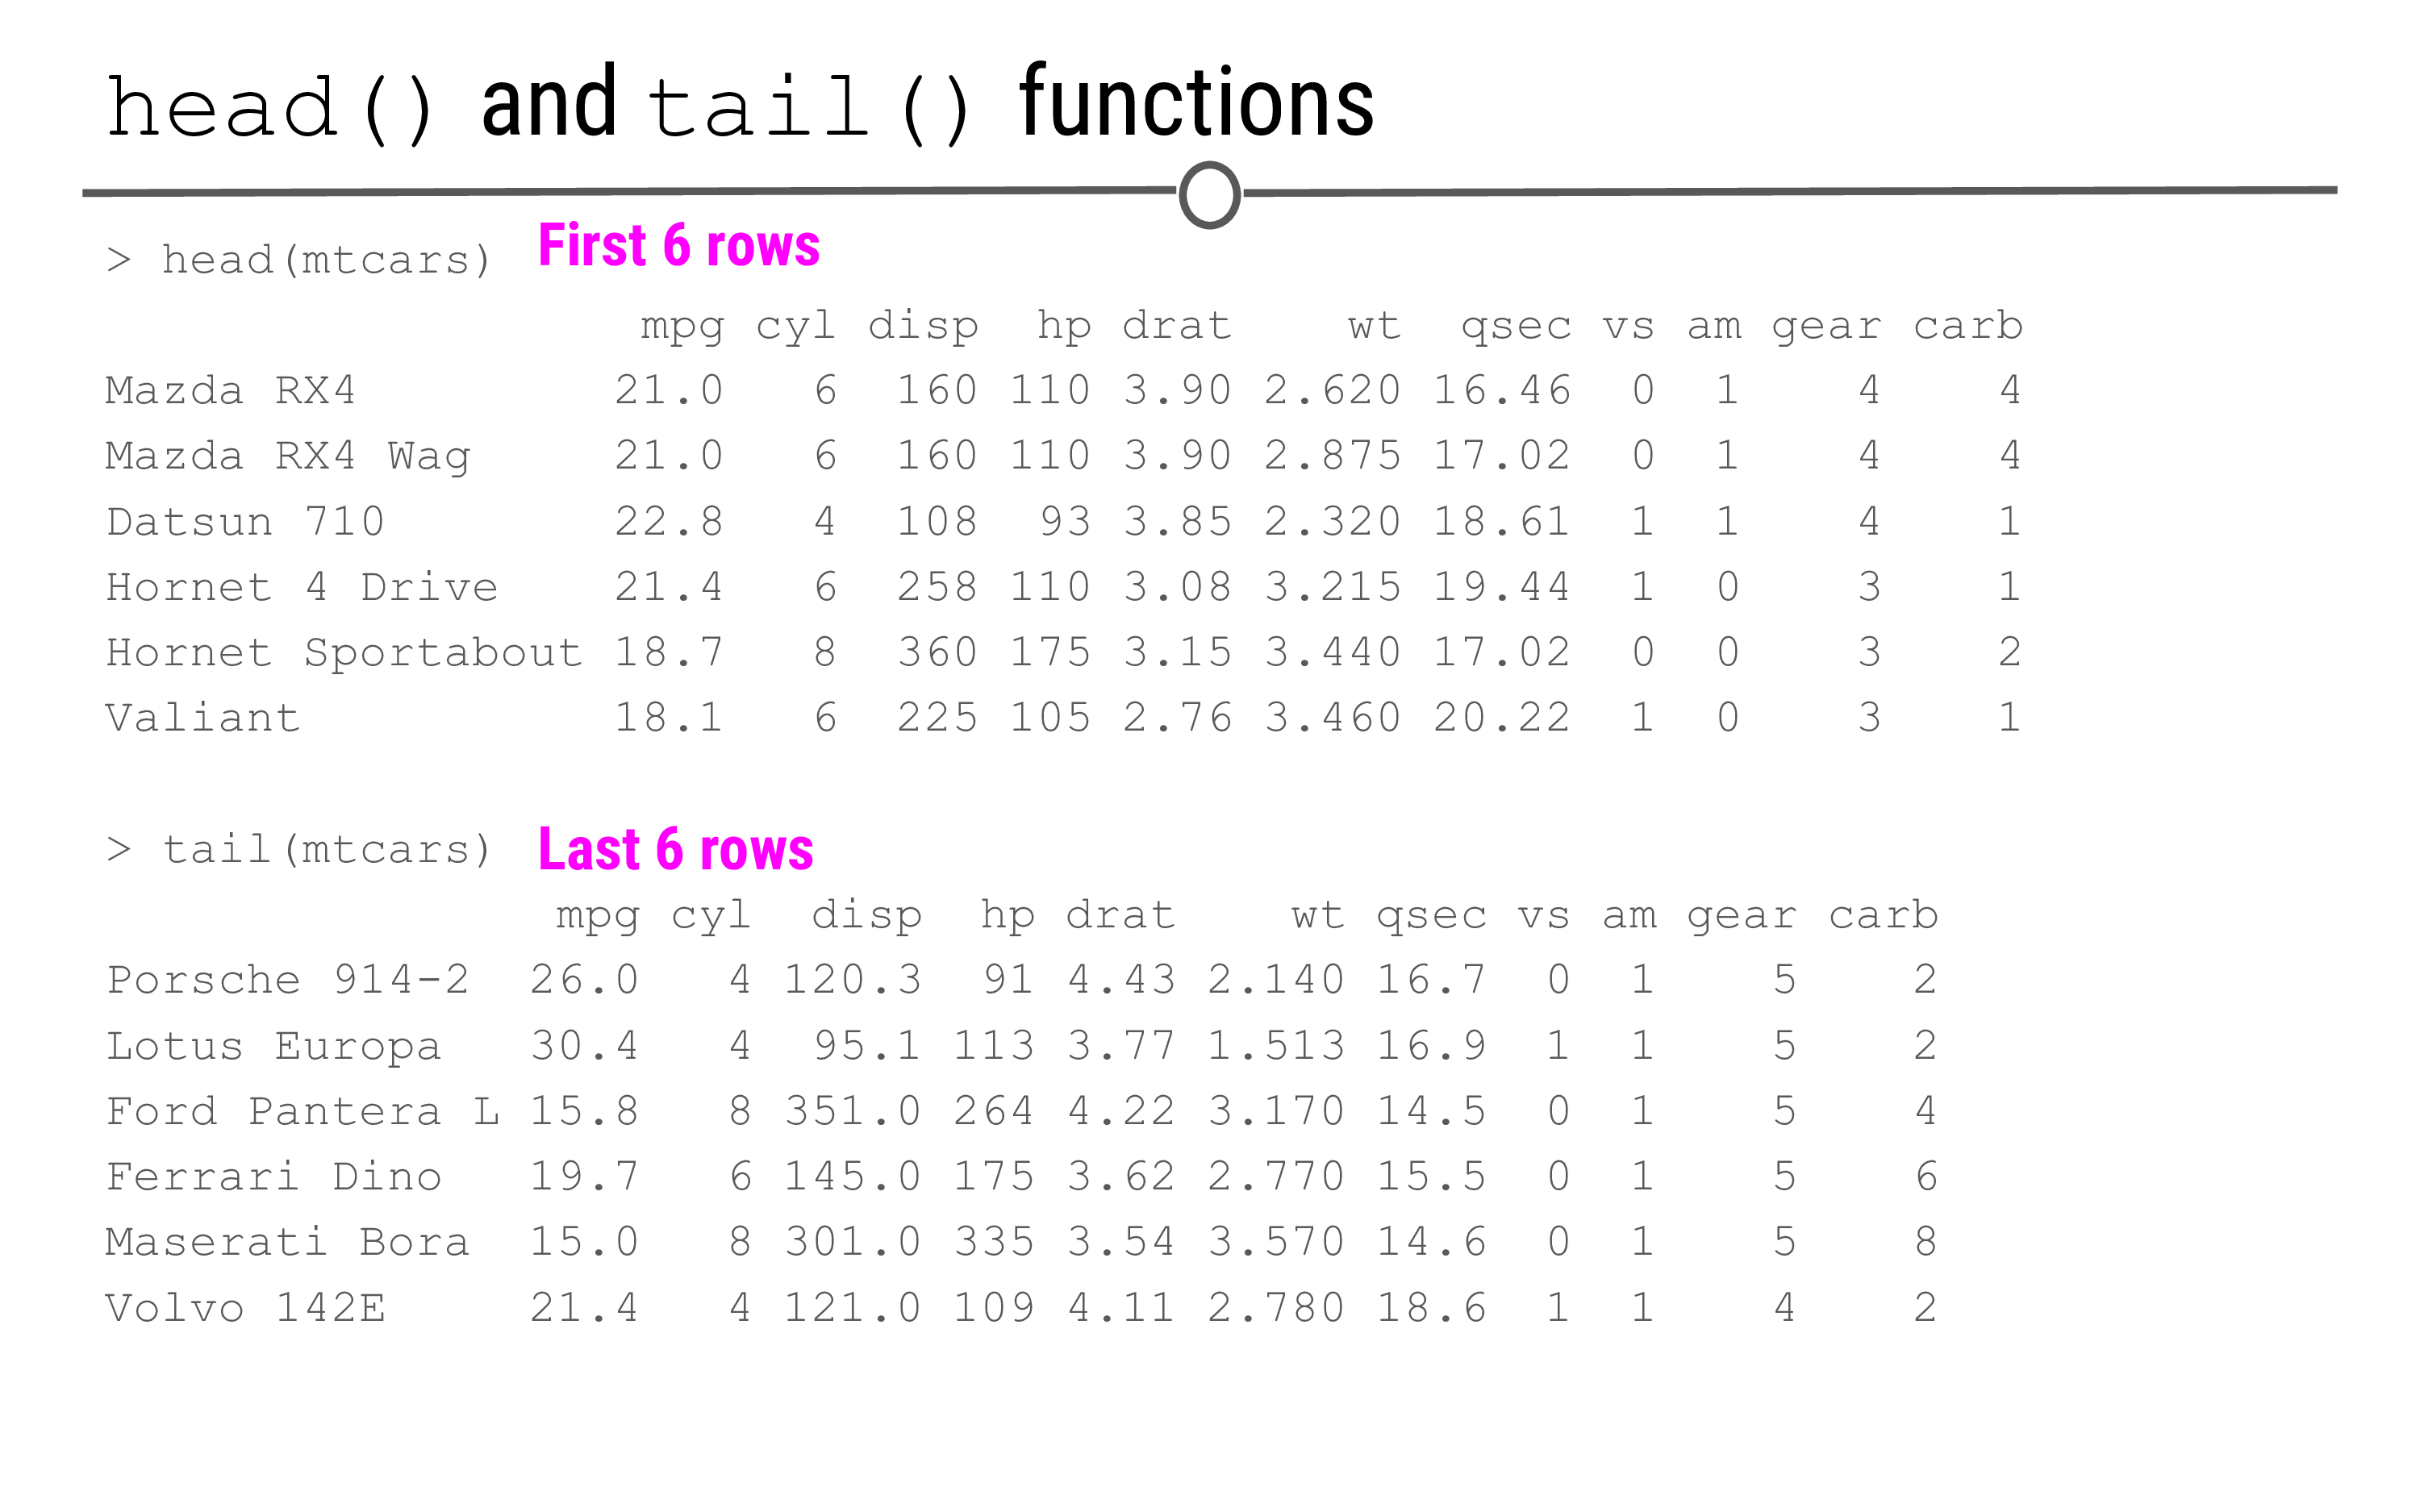 head() and tail() functions
> head(mtcars) First 6 rows
                   mpg cyl disp  hp drat    wt  qsec vs am gear carb
Mazda RX4         21.0   6  160 110 3.90 2.620 16.46  0  1    4    4
Mazda RX4 Wag     21.0   6  160 110 3.90 2.875 17.02  0  1    4    4
Datsun 710        22.8   4  108  93 3.85 2.320 18.61  1  1    4    1
Hornet 4 Drive    21.4   6  258 110 3.08 3.215 19.44  1  0    3    1
Hornet Sportabout 18.7   8  360 175 3.15 3.440 17.02  0  0    3    2
Valiant           18.1   6  225 105 2.76 3.460 20.22  1  0    3    1
> tail(mtcars) Last 6 rows
                mpg cyl  disp  hp drat    wt qsec vs am gear carb
Porsche 914-2  26.0   4 120.3  91 4.43 2.140 16.7  0  1    5    2
Lotus Europa   30.4   4  95.1 113 3.77 1.513 16.9  1  1    5    2
Ford Pantera L 15.8   8 351.0 264 4.22 3.170 14.5  0  1    5    4
Ferrari Dino   19.7   6 145.0 175 3.62 2.770 15.5  0  1    5    6
Maserati Bora  15.0   8 301.0 335 3.54 3.570 14.6  0  1    5    8
Volvo 142E     21.4   4 121.0 109 4.11 2.780 18.6  1  1    4    2